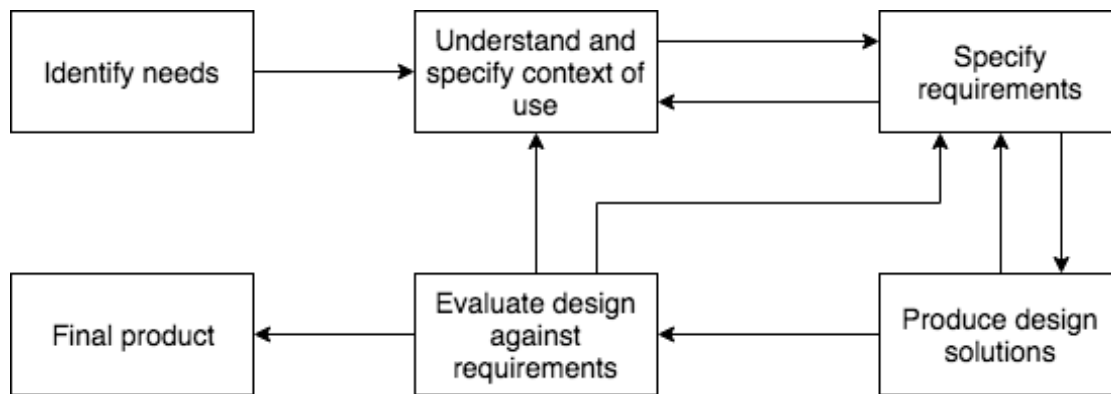 Identify needs
Understand and
specify context of
use
Specify
requirements
Final product
Evaluate design
against
requirements
Produce design
solutions